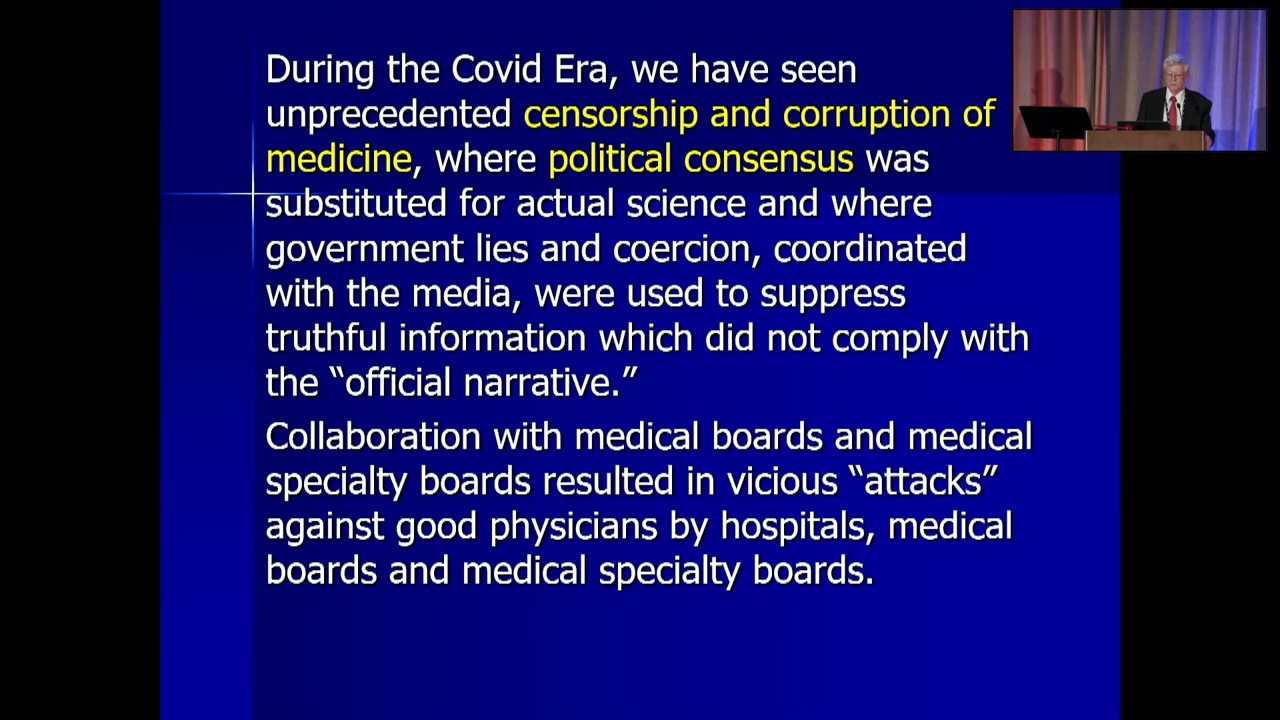 During the Covid Era, we have seen
unprecedented censorship and corruption of
medicine, where political consensus was
substituted for actual science and where
government lies and coercion, coordinated
with the media, were used to suppress
truthful information which did not comply with
the “official narrative.”
Collaboration with medical boards and medical
specialty boards resulted in vicious “attacks”
against good physicians by hospitals, medical
boards and medical specialty boards.